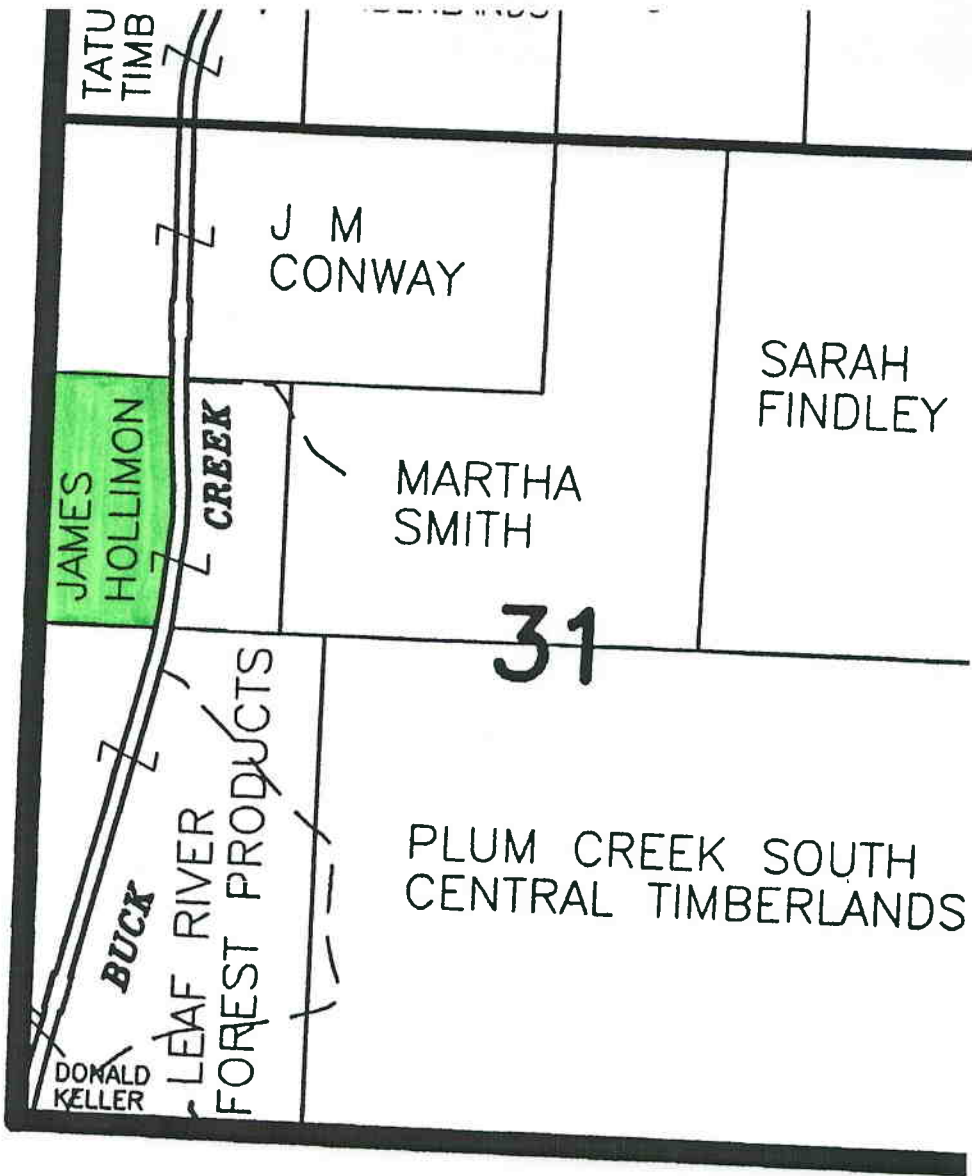 TATU
TIMB
J M
CONWAY
SARAH
FINDLEY
JAMES
HOLLIMON
CREEK
MARTHA
SMITH
31
LEAF RIVER
FOREST PRODUCTS
PLUM CREEK SOUTH
CENTRAL TIMBERLANDS
BUCK
DONALD
KELLER